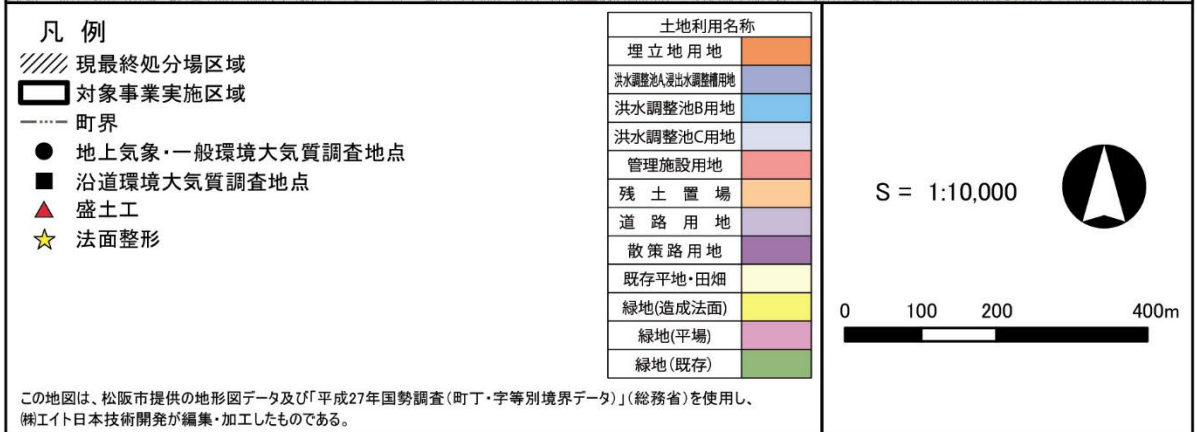 凡 例
現最終処分場区域
対象事業実施区域
町界
地上気象・一般環境大気質調査地点
沿道環境大気質調査地点
盛土工
法面整形
土地利用名称
埋立地用地
洪水調整池A,浸出水調整槽用地
洪水調整池B用地
洪水調整池C用地
管理施設用地
残土置場
道路用地
散策路用地
既存平地・田畑
緑地(造成法面)
緑地(平場)
緑地(既存)
S = 1:10,000
0 100 200 400m
この地図は、松阪市提供の地形図データ及び「平成27年国勢調査(町丁・字等別境界データ)」(総務省)を使用し、
㈱エイト日本技術開発が編集・加工したものである。